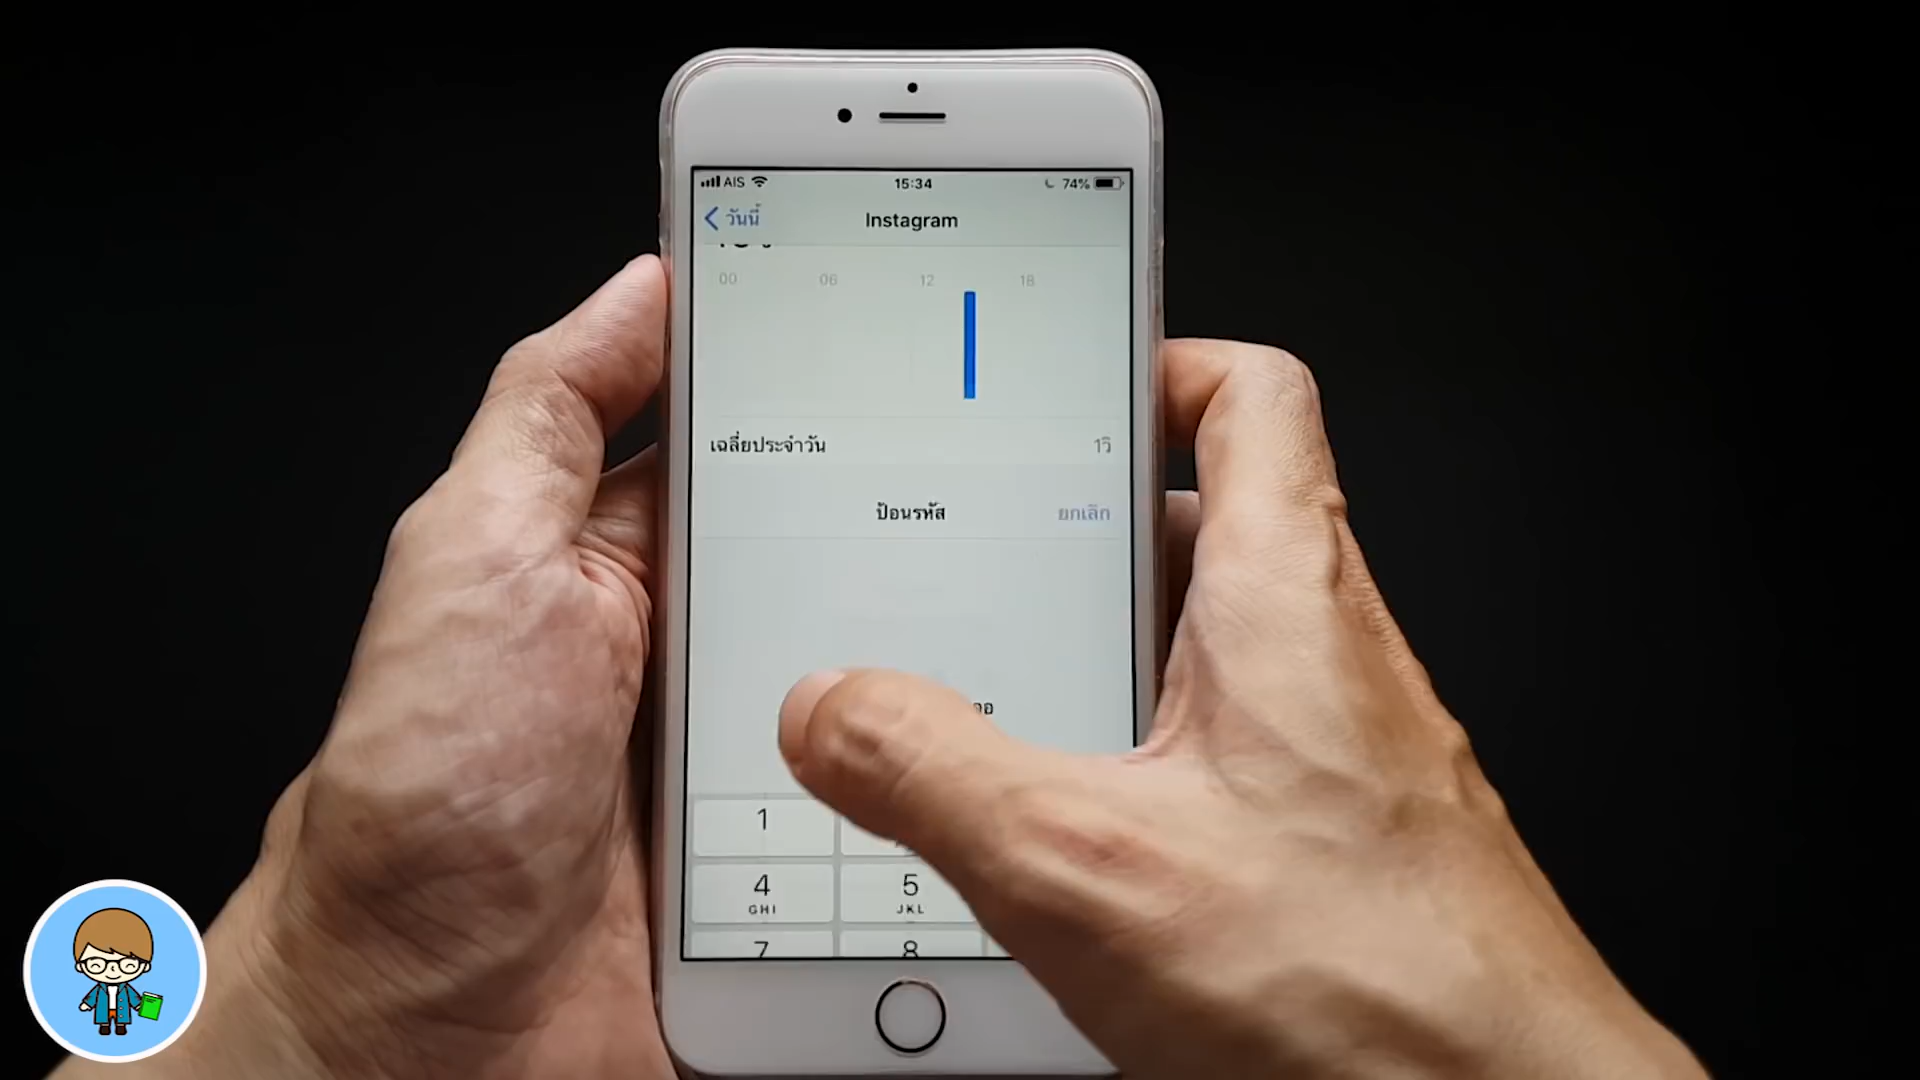 AIS 15:34 74%
วันนี้ Instagram
00 06 12 18
เฉลี่ยประจำวัน 1วิ
ป้อนรหัส ยกเลิก
1
4 5
GHI JKL
7 8